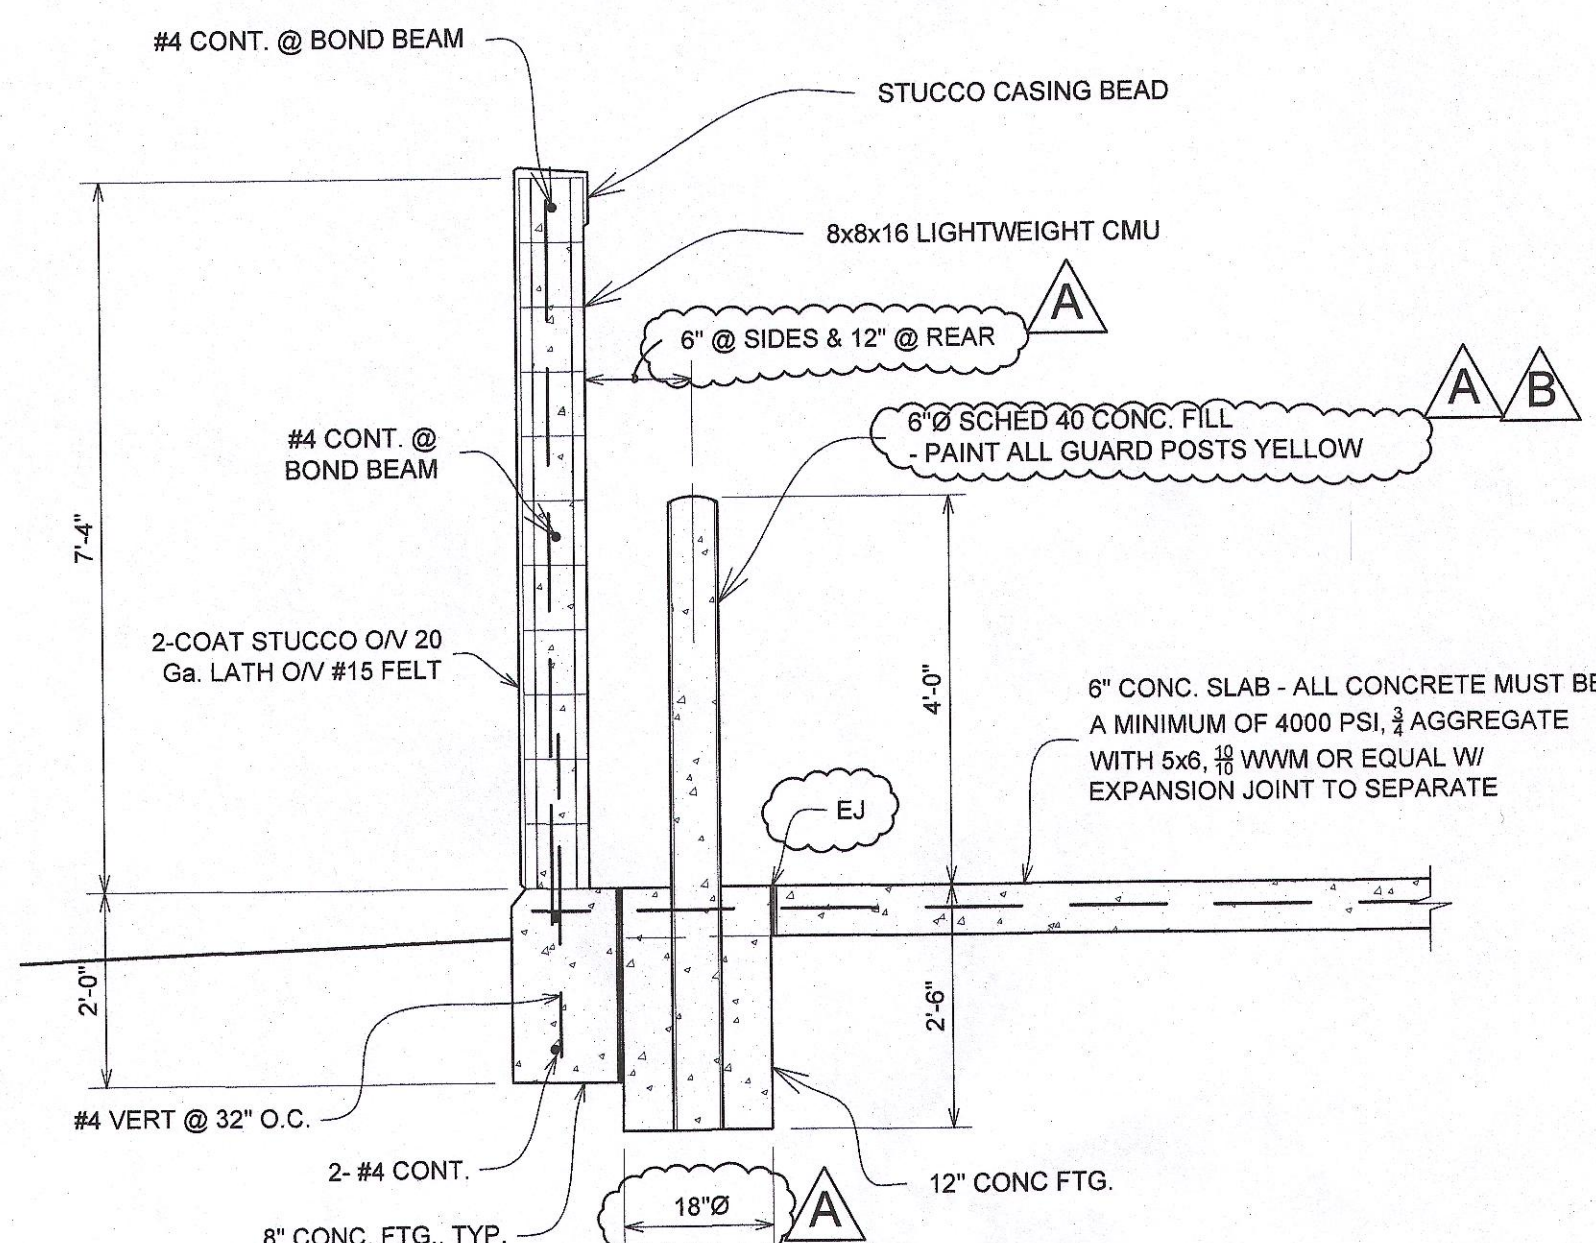 #4 CONT. @ BOND BEAM
STUCCO CASING BEAD
8x8x16 LIGHTWEIGHT CMU
A
6" @ SIDES & 12" @ REAR
A B
6"Ø SCHED 40 CONC. FILL
- PAINT ALL GUARD POSTS YELLOW
#4 CONT. @
BOND BEAM
7'-4"
2-COAT STUCCO O/V 20
Ga. LATH O/V #15 FELT
4'-0"
6" CONC. SLAB - ALL CONCRETE MUST BE
A MINIMUM OF 4000 PSI, 3/4 AGGREGATE
WITH 5x6, 10/10 WWM OR EQUAL W/
EXPANSION JOINT TO SEPARATE
EJ
2'-0"
2'-6"
#4 VERT @ 32" O.C.
2- #4 CONT.
12" CONC FTG.
18"Ø
A
8" CONC. FTG., TYP.